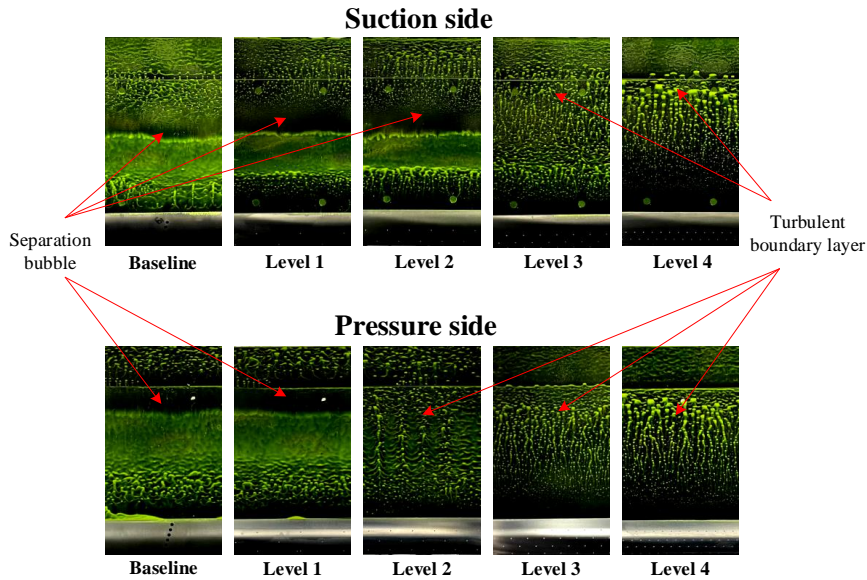 Suction side
Separation
bubble
Turbulent
boundary layer
Baseline
Level 1
Level 2
Level 3
Level 4
Pressure side
Baseline
Level 1
Level 2
Level 3
Level 4